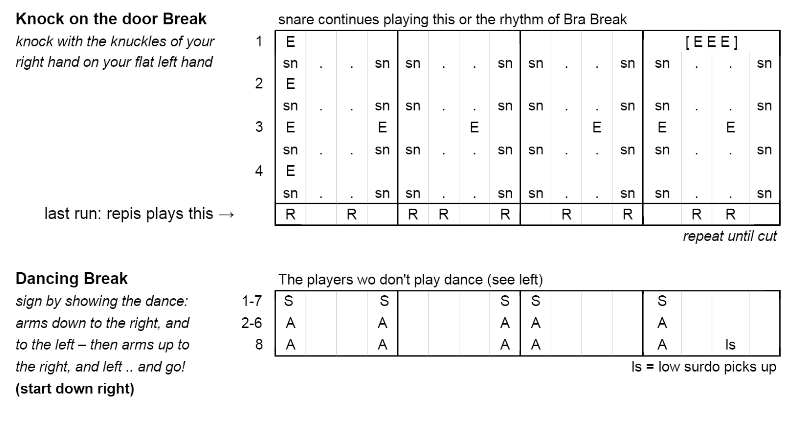 Knock on the door Break
snare continues playing this or the rhythm of Bra Break
knock with the knuckles of your
right hand on your flat left hand
1 E [ E E E ]
sn . . sn sn . . sn sn . . sn sn . . sn
2 E
sn . . sn sn . . sn sn . . sn sn . . sn
3 E E E E E E
sn . . sn sn . . sn sn . . sn sn . . sn
4 E
sn . . sn sn . . sn sn . . sn sn . . sn
last run: repis plays this → R R R R R R R R R
repeat until cut
Dancing Break
The players wo don't play dance (see left)
sign by showing the dance:
arms down to the right, and
to the left – then arms up to
the right, and left .. and go!
(start down right)
1-7 S S S S S
2-6 A A A A A
8 A A A A A ls
ls = low surdo picks up